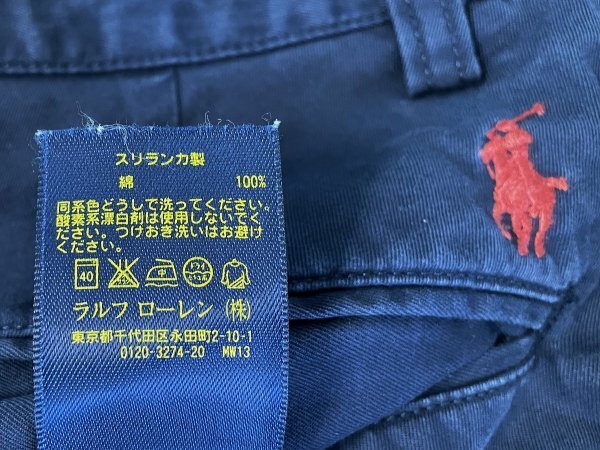 スリランカ製
綿 100%
同系色どうしで洗ってください。
酸素系漂白剤は使用しないでく
ださい。つけおき洗いはお避け
ください。
40 中 ドライ
ラルフ ローレン (株)
東京都千代田区永田町2-10-1
0120-3274-20 MW13